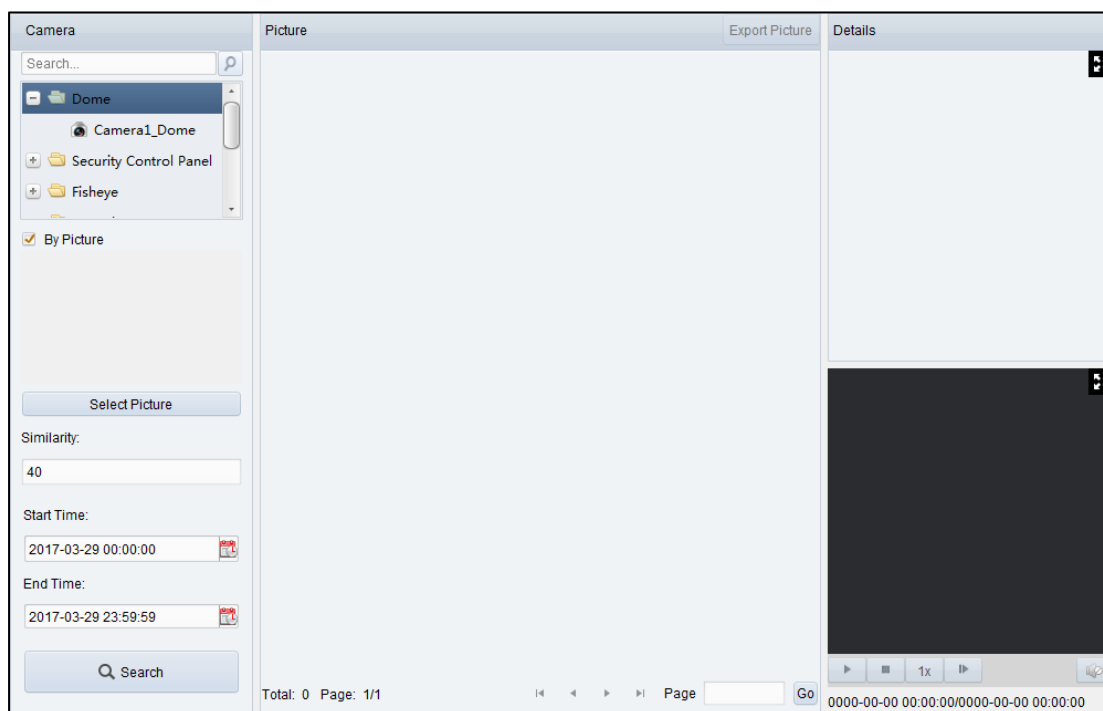 Camera
Search...
Dome
Camera1_Dome
Security Control Panel
Fisheye
By Picture
Select Picture
Similarity:
40
Start Time:
2017-03-29 00:00:00
End Time:
2017-03-29 23:59:59
Search
Picture
Export Picture
Total: 0 Page: 1/1
Page
Go
Details
1x
0000-00-00 00:00:00/0000-00-00 00:00:00